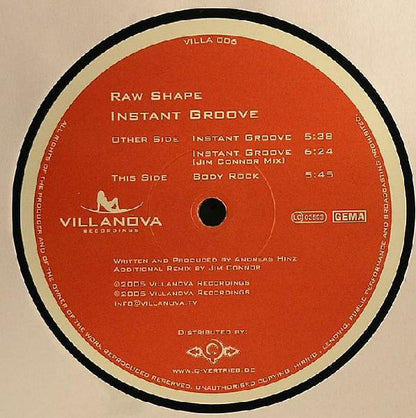 VILLA 006
RAW SHAPE
INSTANT GROOVE
OTHER SIDE INSTANT GROOVE 5:38
INSTANT GROOVE 6:24
(JIM CONNOR MIX)
THIS SIDE BODY ROCK 5:45
VILLANOVA
RECORDINGS
LC 03803 GEMA
WRITTEN AND PRODUCED BY ANDREAS HINZ
ADDITIONAL REMIX BY JIM CONNOR
©2005 VILLANOVA RECORDINGS
©2005 VILLANOVA RECORDINGS
INFO@VILLANOVA.TV
DISTRIBUTED BY:
WWW.Q-VERTRIEB.DE
ALL RIGHTS OF THE PRODUCER AND OF THE OWNER OF THE WORK REPRODUCED RESERVED. UNAUTHORISED COPYING, HIRING, LENDING, PUBLIC PERFORMANCE AND BROADCASTING PROHIBITED.